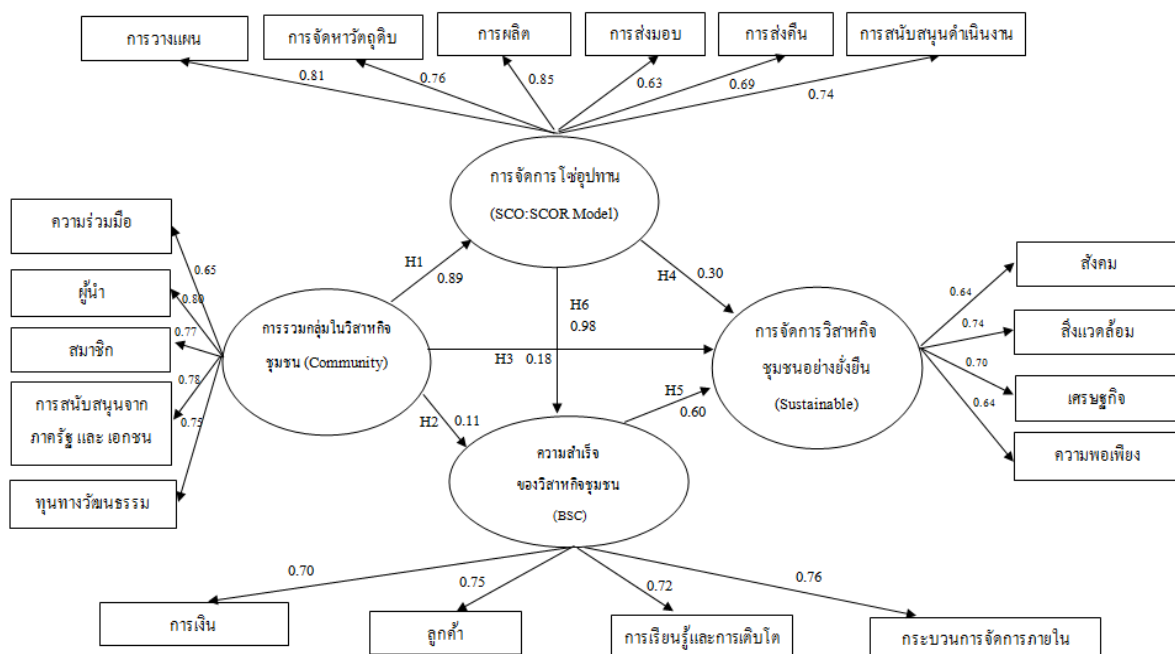 การวางแผน
การจัดหาวัตถุดิบ
การผลิต
การส่งมอบ
การส่งคืน
การสนับสนุนดำเนินงาน
0.81
0.76
0.85
0.63
0.69
0.74
การจัดการโซ่อุปทาน
(SCO:SCOR Model)
ความร่วมมือ
ผู้นำ
สมาชิก
การสนับสนุนจาก
ภาครัฐ และ เอกชน
ทุนทางวัฒนธรรม
0.65
0.80
0.77
0.78
0.75
การรวมกลุ่มในวิสาหกิจ
ชุมชน (Community)
H1
0.89
H4
0.30
H6
0.98
H3
0.18
H2
0.11
H5
0.60
การจัดการวิสาหกิจ
ชุมชนอย่างยั่งยืน
(Sustainable)
0.64
0.74
0.70
0.64
สังคม
สิ่งแวดล้อม
เศรษฐกิจ
ความพอเพียง
ความสำเร็จ
ของวิสาหกิจชุมชน
(BSC)
0.70
0.75
0.72
0.76
การเงิน
ลูกค้า
การเรียนรู้และการเติบโต
กระบวนการจัดการภายใน